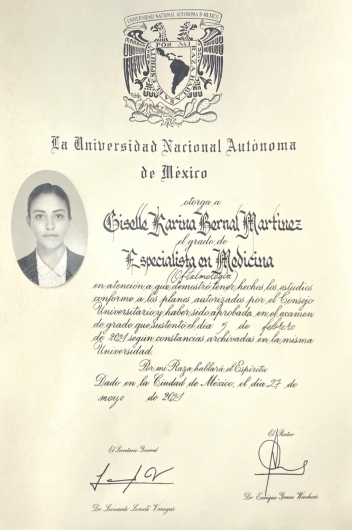 UNIVERSIDAD NACIONAL AUTÓNOMA DE MEXICO
POR MI RAZA HABLARA EL ESPIRITU
La Universidad Nacional Autónoma
de México
otorga a
Giselle Karina Bernal Martinez
el grado de
Especialista en Medicina
(Oftalmología)
en atención a que demostró tener hechos los estudios
conforme a los planes autorizados por el Consejo
Universitario y haber sido aprobada en el examen
de grado que sustentó el día 5 de febrero
de 2021 según constancias archivadas en la misma
Universidad.
Por mi Raza hablará el Espíritu
Dado en la Ciudad de México, el día 27 de
mayo de 2021
El Secretario General
El Rector
Dr Leonardo Lomelí Vanegas
Dr. Enrique Graue Wiechers